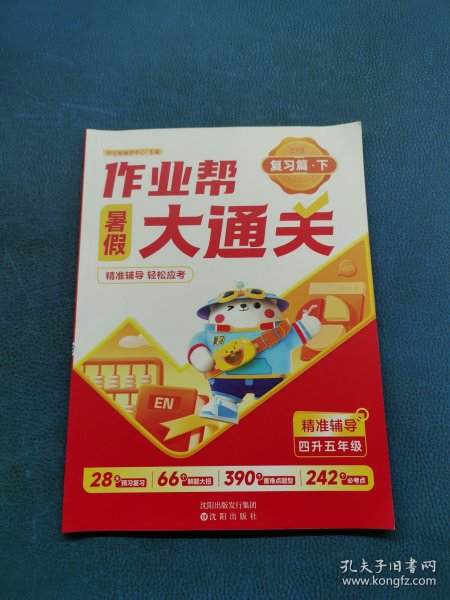 作业帮教研中心 主编
ZYB
复习篇·下
作业帮
暑假
大通关
精准辅导 轻松应考
EN
精准辅导
四升五年级
28天预习复习 66个解题大招 390个重难点题型 242个必考点
沈阳出版发行集团
沈阳出版社
孔夫子旧书网
www.kongfz.com